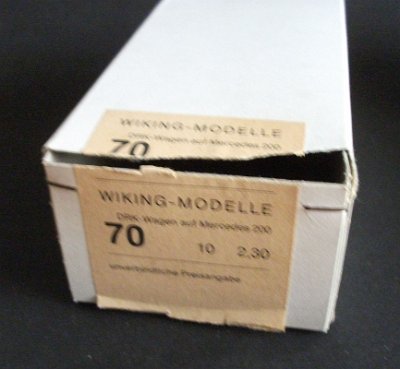 WIKING-MODELLE
DRK-Wagen auf Mercedes 200
70
WIKING-MODELLE
DRK-Wagen auf Mercedes 200
70 10 2.30
unverbindliche Preisangabe